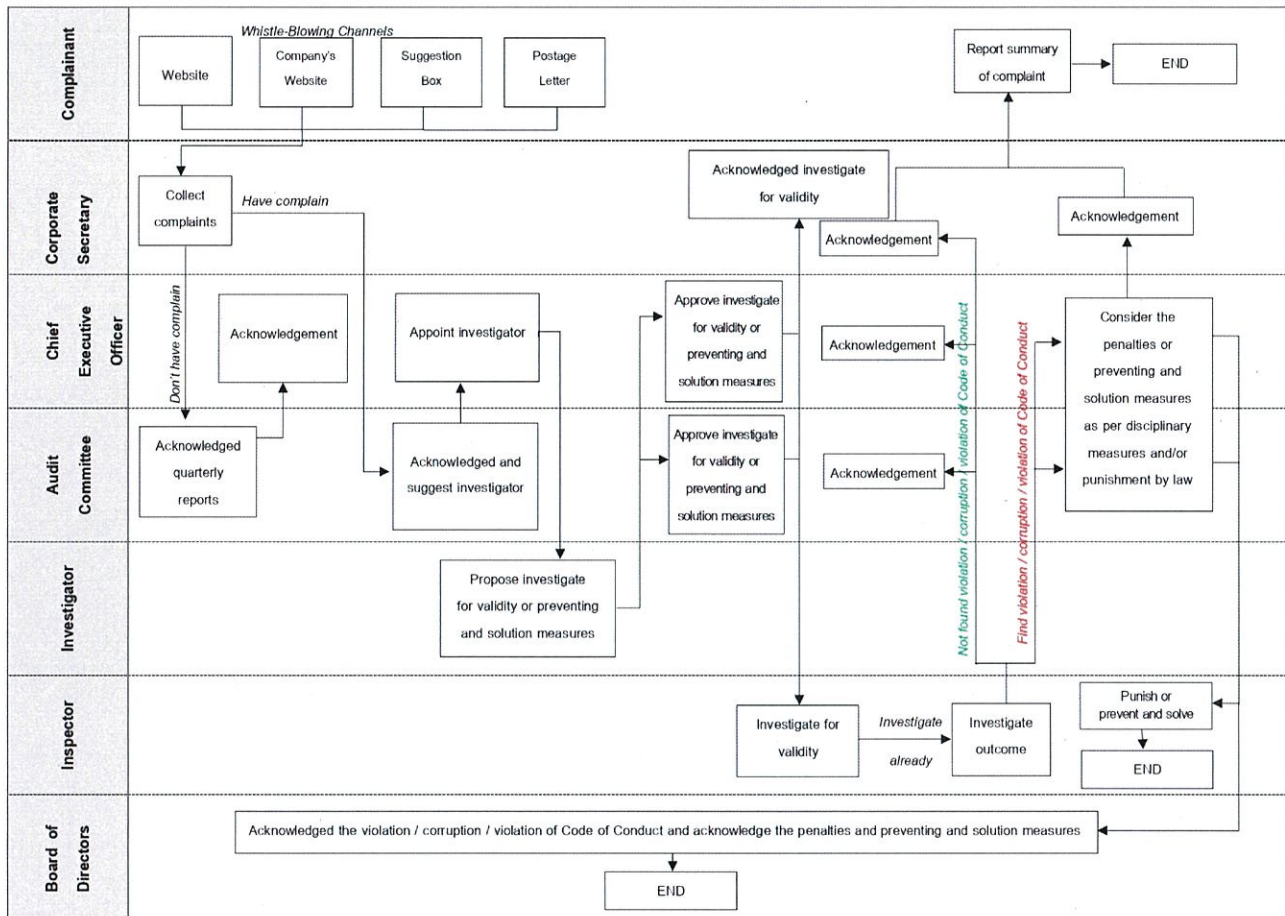 Complainant
Whistle-Blowing Channels
Website
Company's
Website
Suggestion
Box
Postage
Letter
Report summary
of complaint
END
Corporate
Secretary
Collect
complaints
Have complain
Acknowledged investigate
for validity
Acknowledgement
Acknowledgement
Chief
Executive
Officer
Don't have complain
Acknowledgement
Appoint investigator
Approve investigate
for validity or
preventing and
solution measures
Acknowledgement
Not found violation / corruption / violation of Code of Conduct
Find violation / corruption / violation of Code of Conduct
Consider the
penalties or
preventing and
solution measures
as per disciplinary
measures and/or
punishment by law
Audit
Committee
Acknowledged
quarterly
reports
Acknowledged and
suggest investigator
Approve investigate
for validity or
preventing and
solution measures
Acknowledgement
Investigator
Propose investigate
for validity or preventing
and solution measures
Inspector
Investigate for
validity
Investigate
already
Investigate
outcome
Punish or
prevent and solve
END
Board of
Directors
Acknowledged the violation / corruption / violation of Code of Conduct and acknowledge the penalties and preventing and solution measures
END